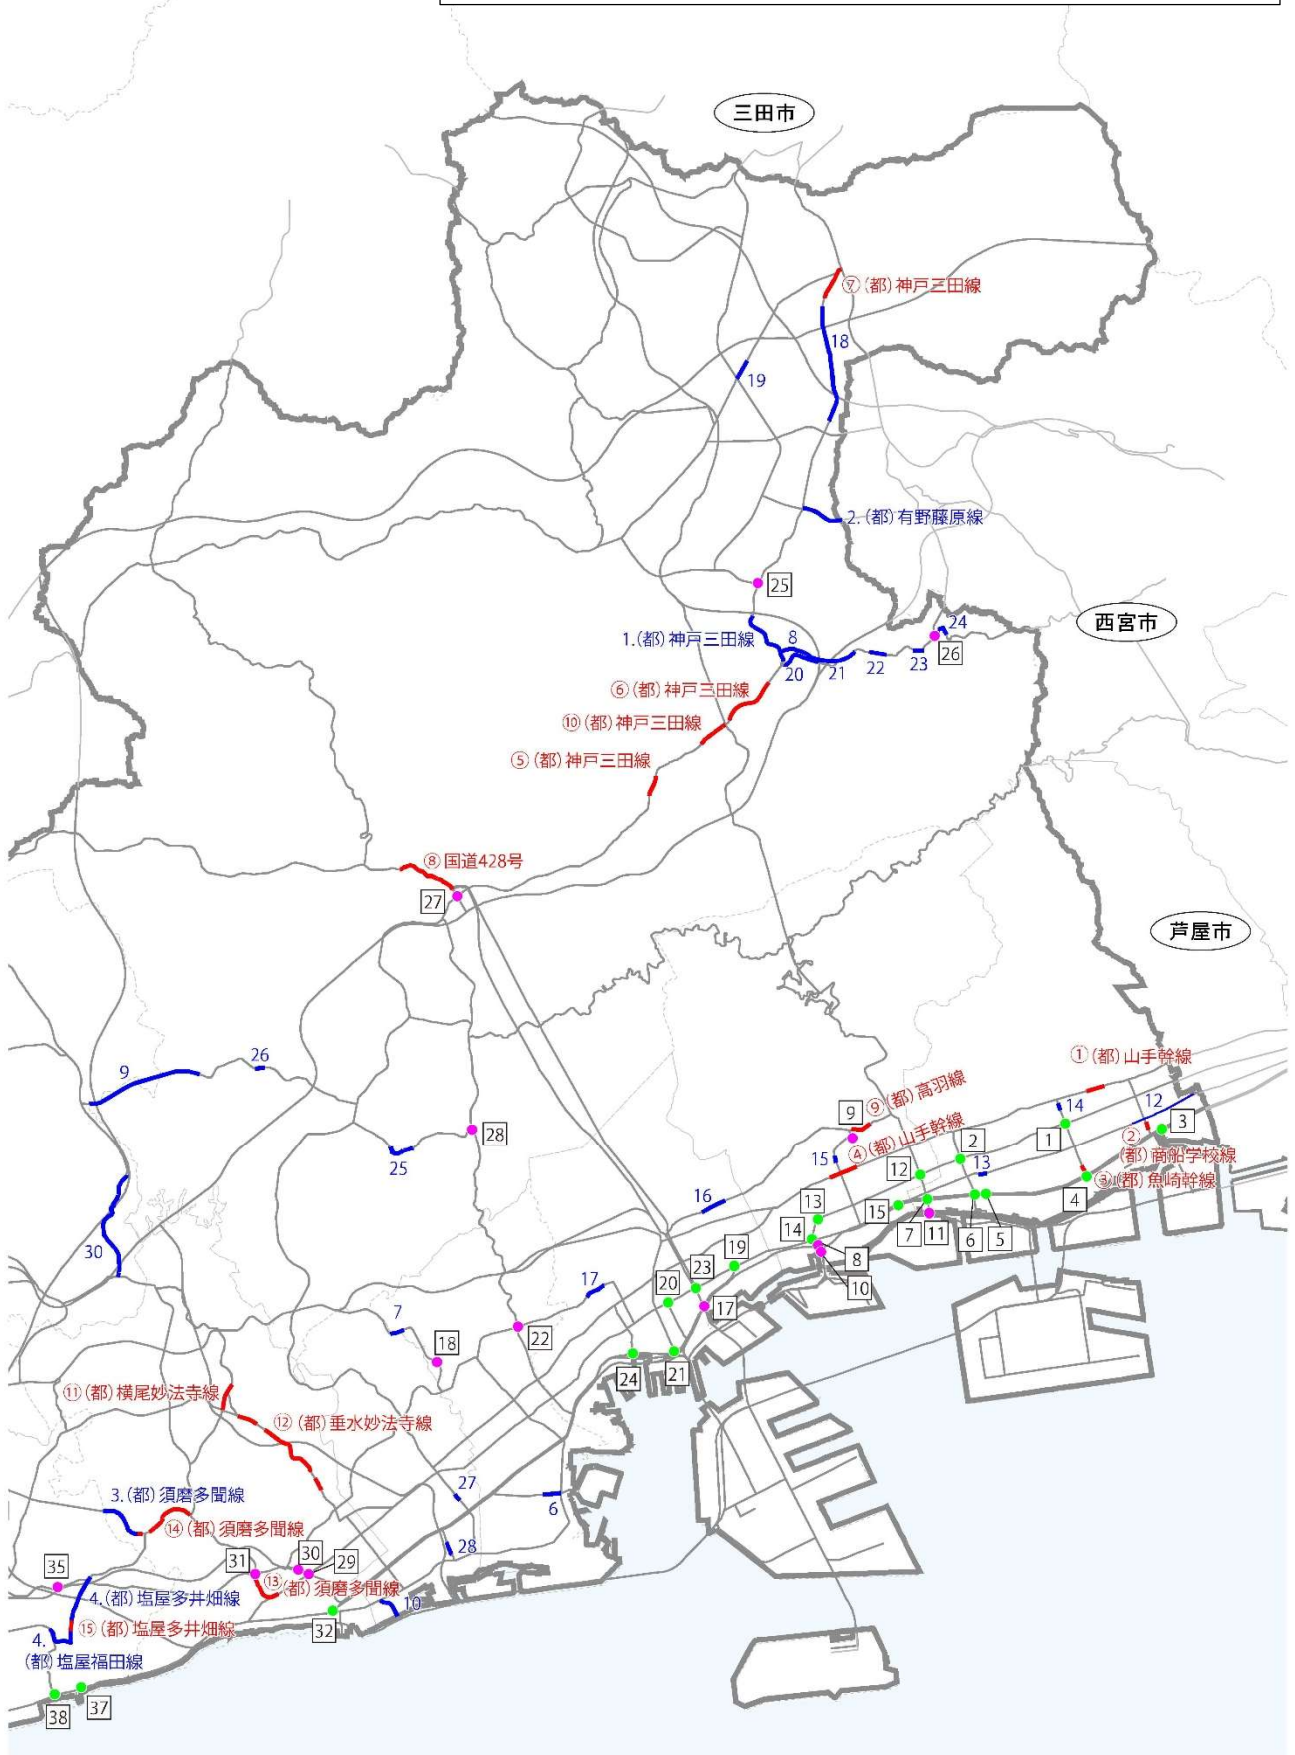 三田市
⑦(都)神戸三田線
18
19
2.(都)有野藤原線
25
西宮市
24
1.(都)神戸三田線
8
26
23
22
21
20
⑥(都)神戸三田線
⑩(都)神戸三田線
⑤(都)神戸三田線
⑧国道428号
27
芦屋市
①(都)山手幹線
26
9
⑨(都)高羽線
9
14
12
3
28
④(都)山手幹線
2
1
②
(都)商船学校線
25
15
12
13
③(都)魚崎幹線
16
13
15
4
7
11
6
5
14
30
8
19
10
23
17
20
17
7
18
22
24
21
⑪(都)横尾妙法寺線
⑫(都)垂水妙法寺線
3.(都)須磨多聞線
27
6
⑭(都)須磨多聞線
28
35
31
30
29
⑬(都)須磨多聞線
4.(都)塩屋多井畑線
10
⑮(都)塩屋多井畑線
32
4.
(都)塩屋福田線
38
37